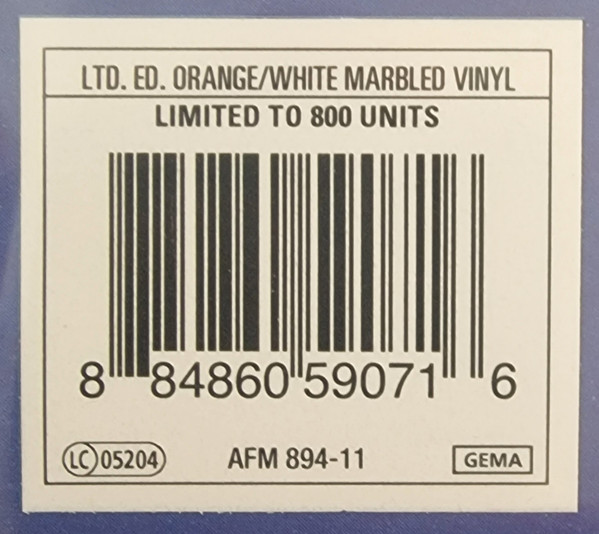 LTD. ED. ORANGE/WHITE MARBLED VINYL
LIMITED TO 800 UNITS
8 84860 59071 6
LC 05204 AFM 894-11 GEMA